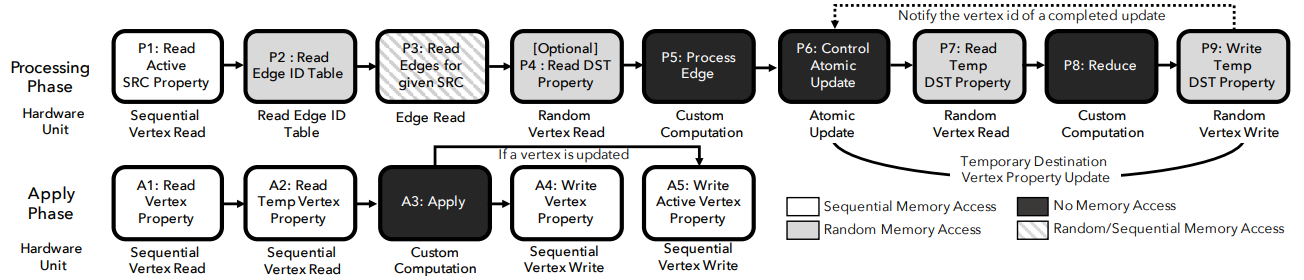 Notify the vertex id of a completed update
Processing
Phase
P1: Read
Active
SRC Property
P2 : Read
Edge ID Table
P3: Read
Edges for
given SRC
[Optional]
P4 : Read DST
Property
P5: Process
Edge
P6: Control
Atomic
Update
P7: Read
Temp
DST Property
P8: Reduce
P9: Write
Temp
DST Property
Hardware
Unit
Sequential
Vertex Read
Read Edge ID
Table
Edge Read
Random
Vertex Read
Custom
Computation
Atomic
Update
Random
Vertex Read
Custom
Computation
Random
Vertex Write
If a vertex is updated
Temporary Destination
Vertex Property Update
Apply
Phase
A1: Read
Vertex
Property
A2: Read
Temp Vertex
Property
A3: Apply
A4: Write
Vertex
Property
A5: Write
Active Vertex
Property
Hardware
Unit
Sequential
Vertex Read
Sequential
Vertex Read
Custom
Computation
Sequential
Vertex Write
Sequential
Vertex Write
Sequential Memory Access
No Memory Access
Random Memory Access
Random/Sequential Memory Access